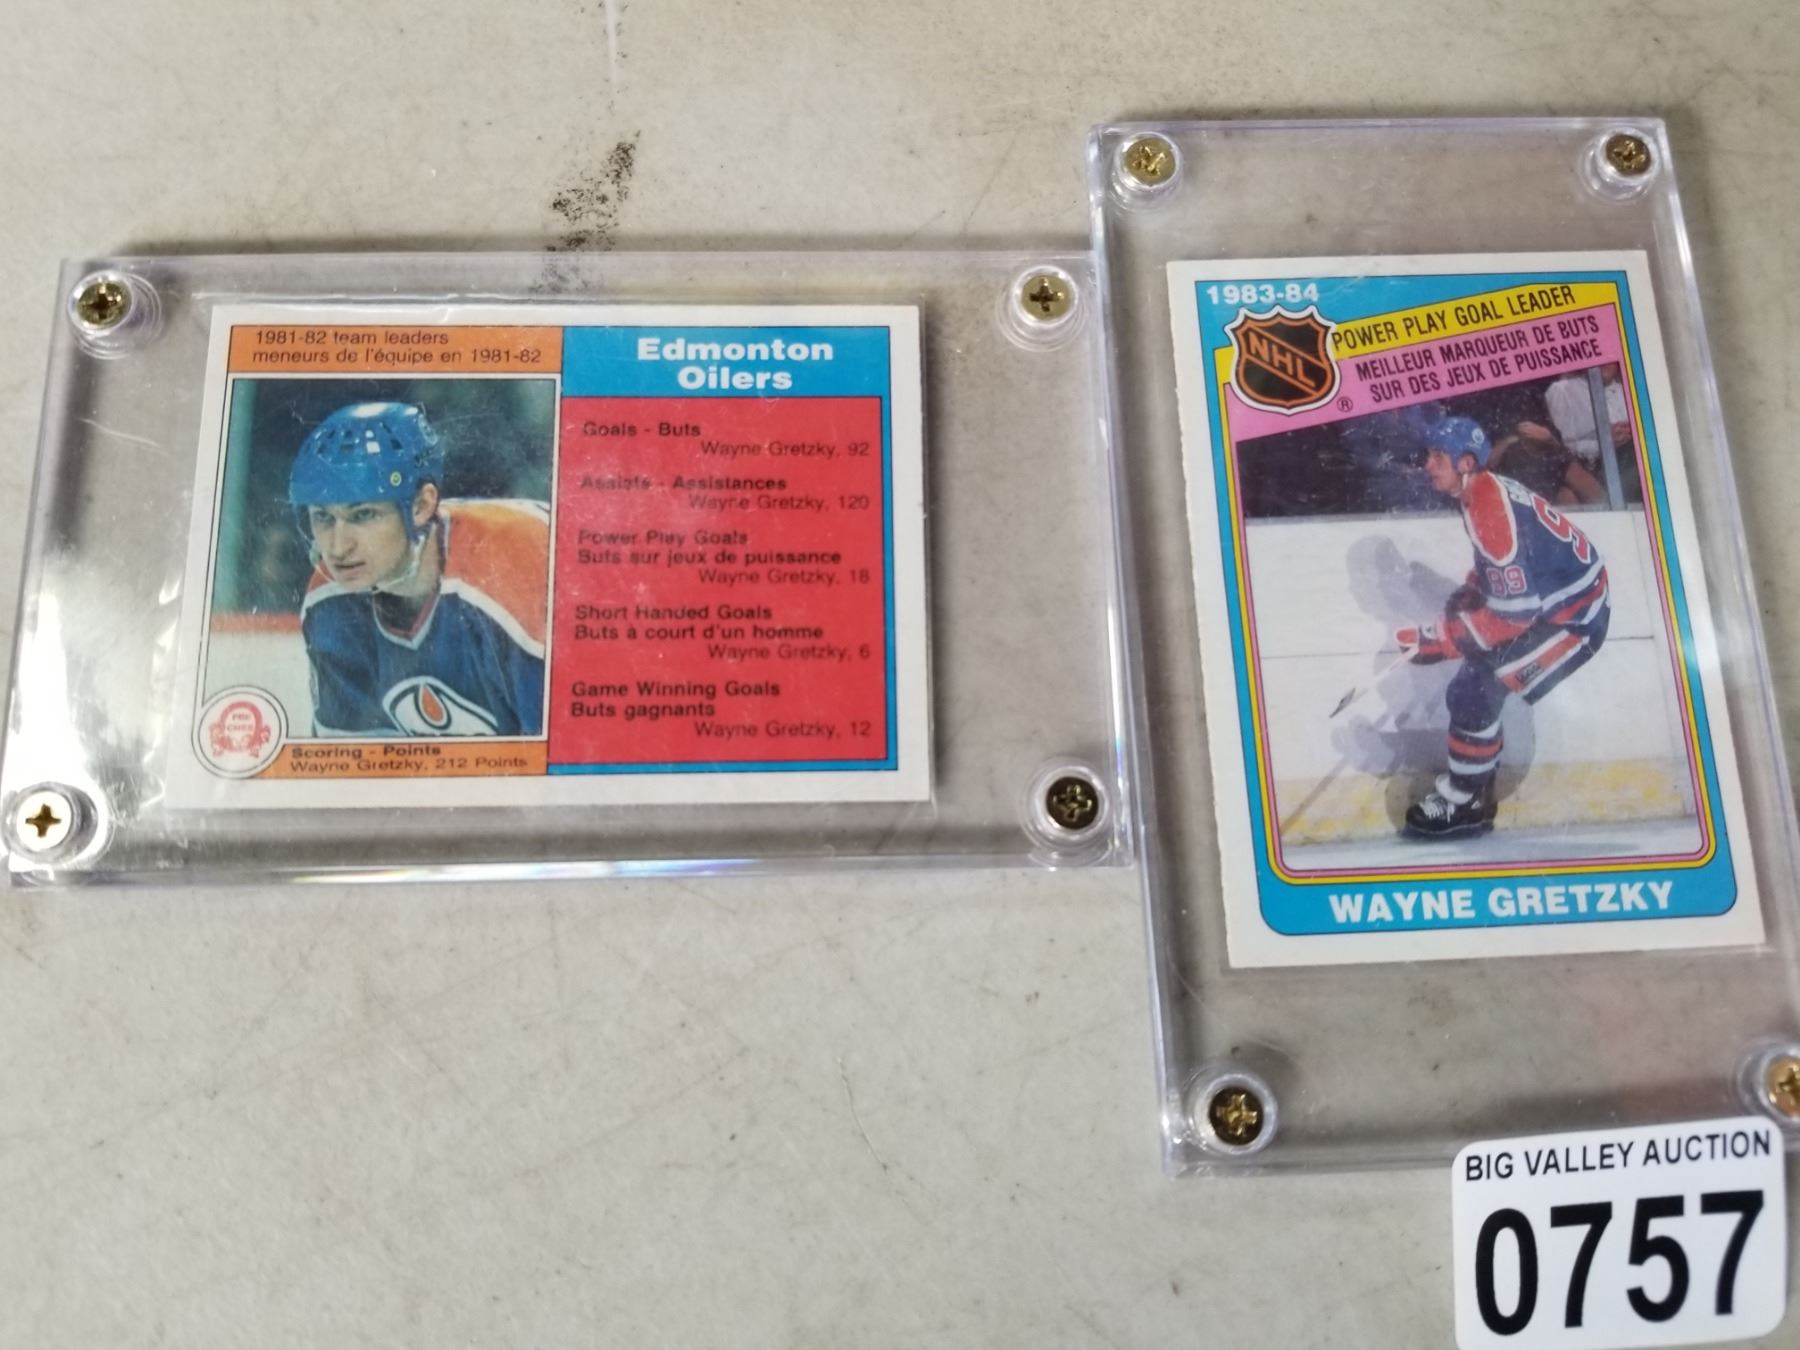 1981-82 team leaders
meneurs de l'équipe en 1981-82
Edmonton
Oilers
Goals - Buts
Wayne Gretzky, 92
Assists - Assistances
Wayne Gretzky, 120
Power Play Goals
Buts sur jeux de puissance
Wayne Gretzky, 18
Short Handed Goals
Buts à court d'un homme
Wayne Gretzky, 6
Game Winning Goals
Buts gagnants
Wayne Gretzky, 12
O-PEE
CHEE
Scoring - Points
Wayne Gretzky, 212 Points
1983-84
NHL
®
POWER PLAY GOAL LEADER
MEILLEUR MARQUEUR DE BUTS
SUR DES JEUX DE PUISSANCE
99
WAYNE GRETZKY
BIG VALLEY AUCTION
0757